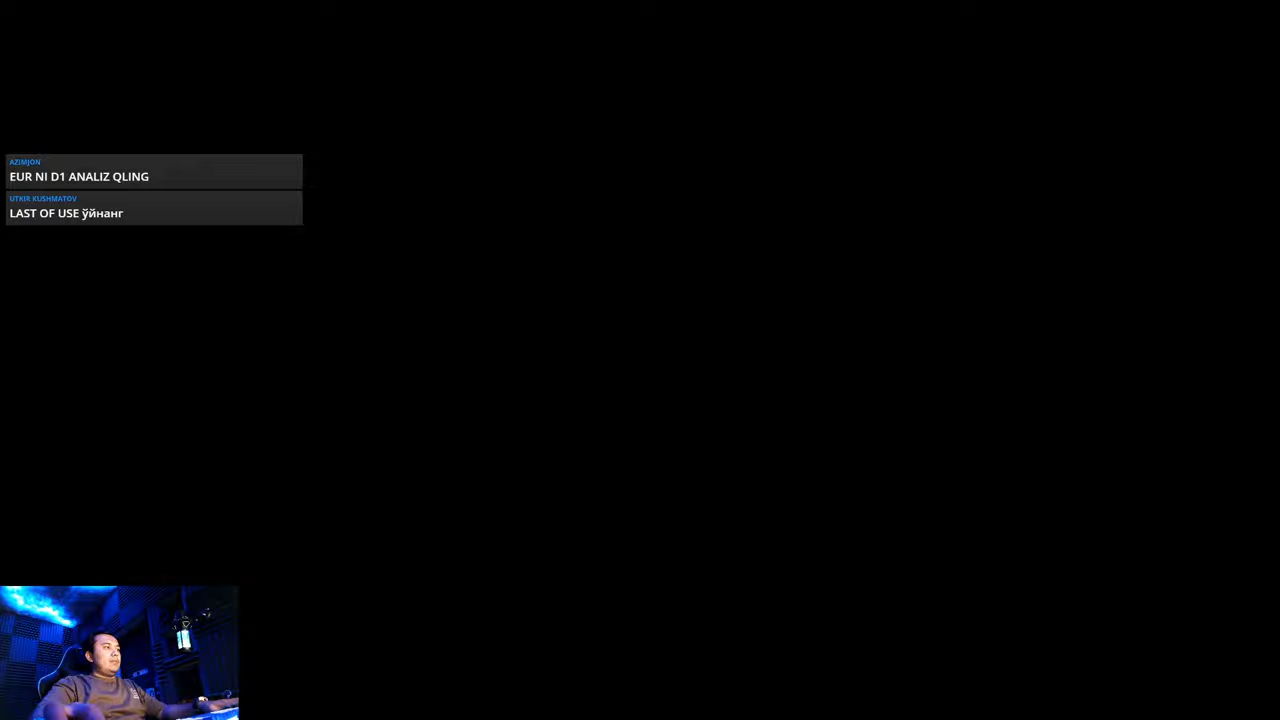 AZIMJON
EUR NI D1 ANALIZ QLING
UTKIR KUSHMATOV
LAST OF USE ўйнанг